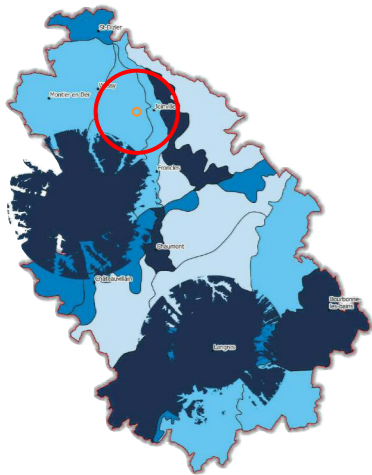 St-Dizier
Wassy
Montier-en-Der
Joinville
Froncles
Chaumont
Châteauvillain
Bourbonne
les-bains
Langres